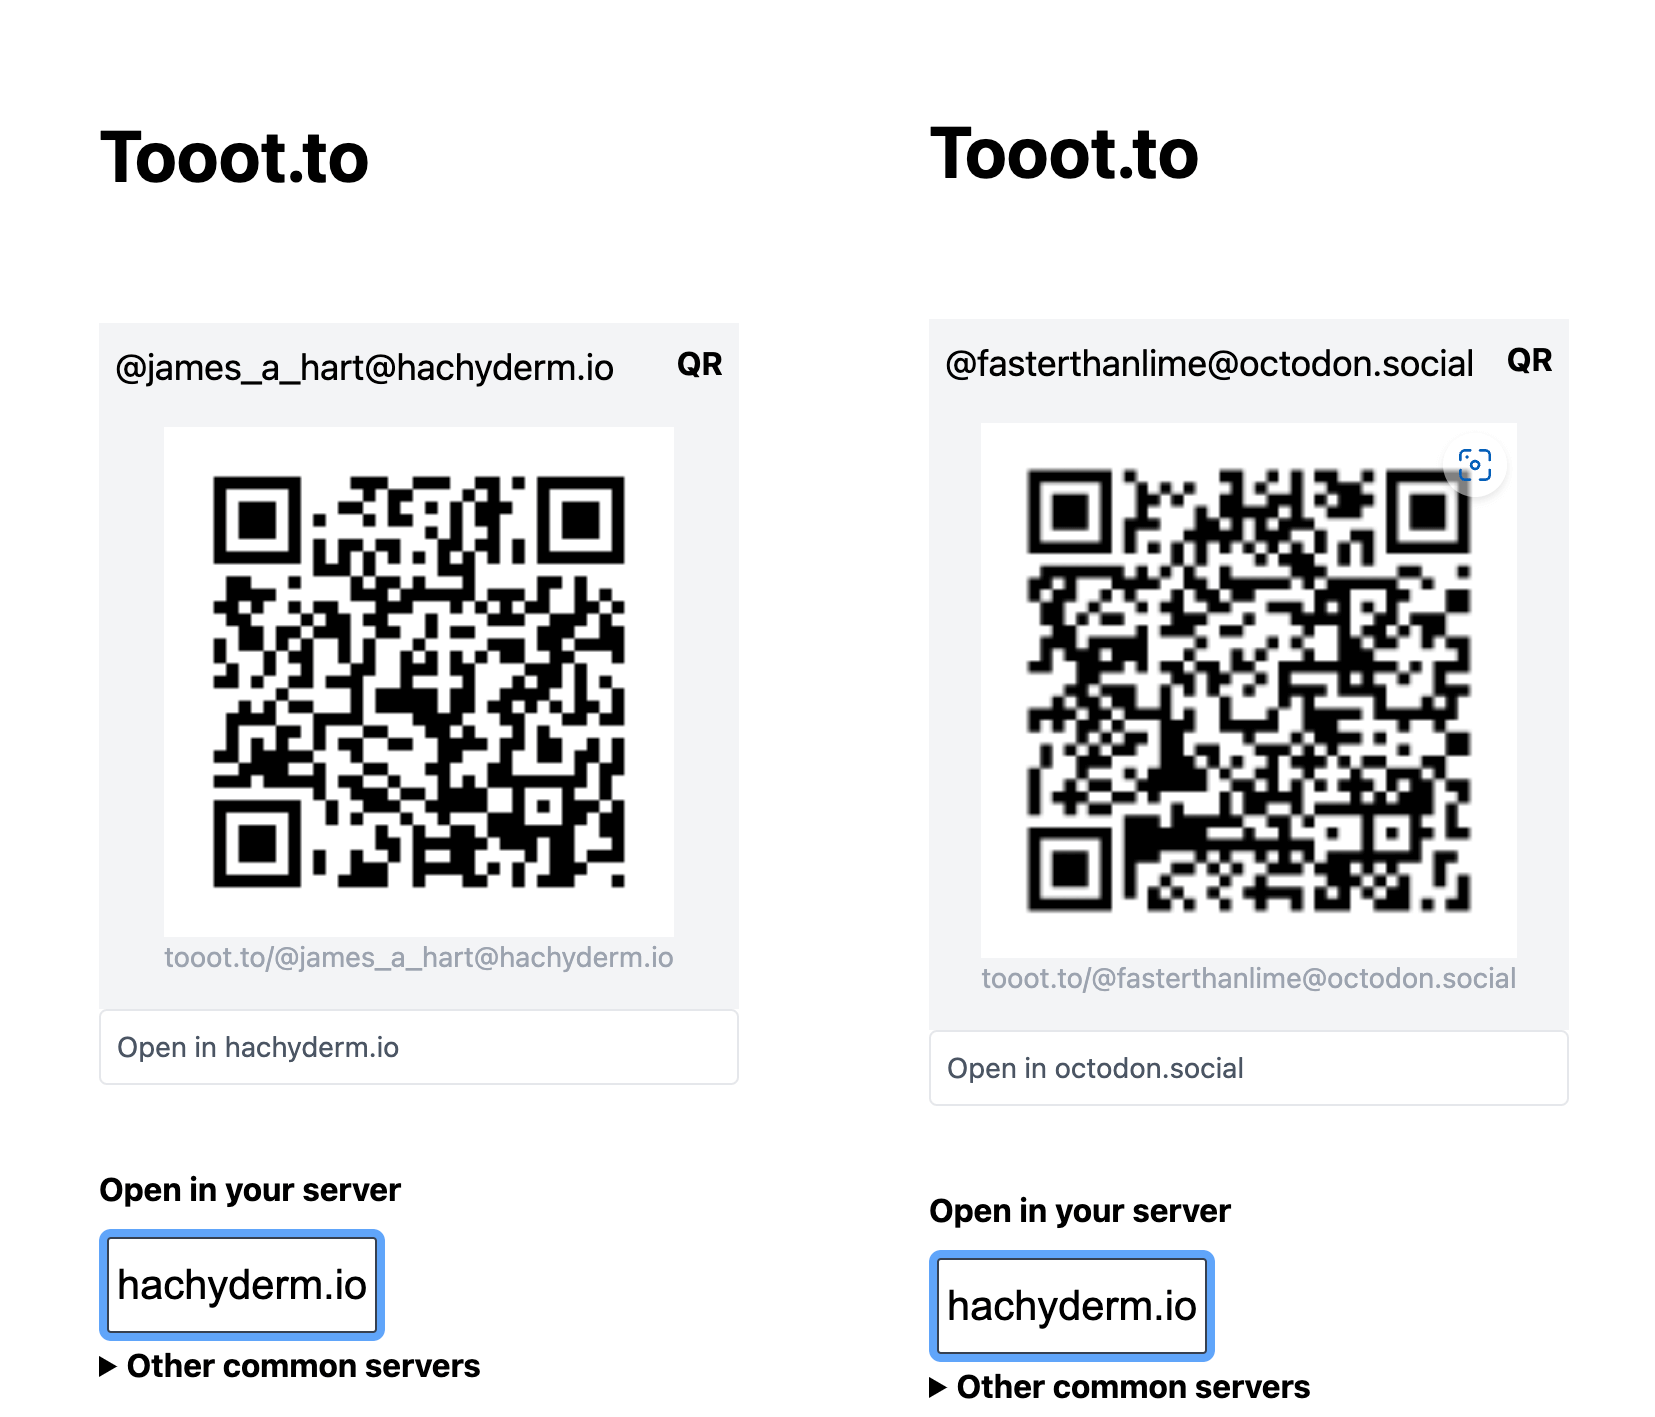 Tooot.to
@james_a_hart@hachyderm.io QR
tooot.to/@james_a_hart@hachyderm.io
Open in hachyderm.io
Open in your server
hachyderm.io
▶ Other common servers
Tooot.to
@fasterthanlime@octodon.social QR
tooot.to/@fasterthanlime@octodon.social
Open in octodon.social
Open in your server
hachyderm.io
▶ Other common servers